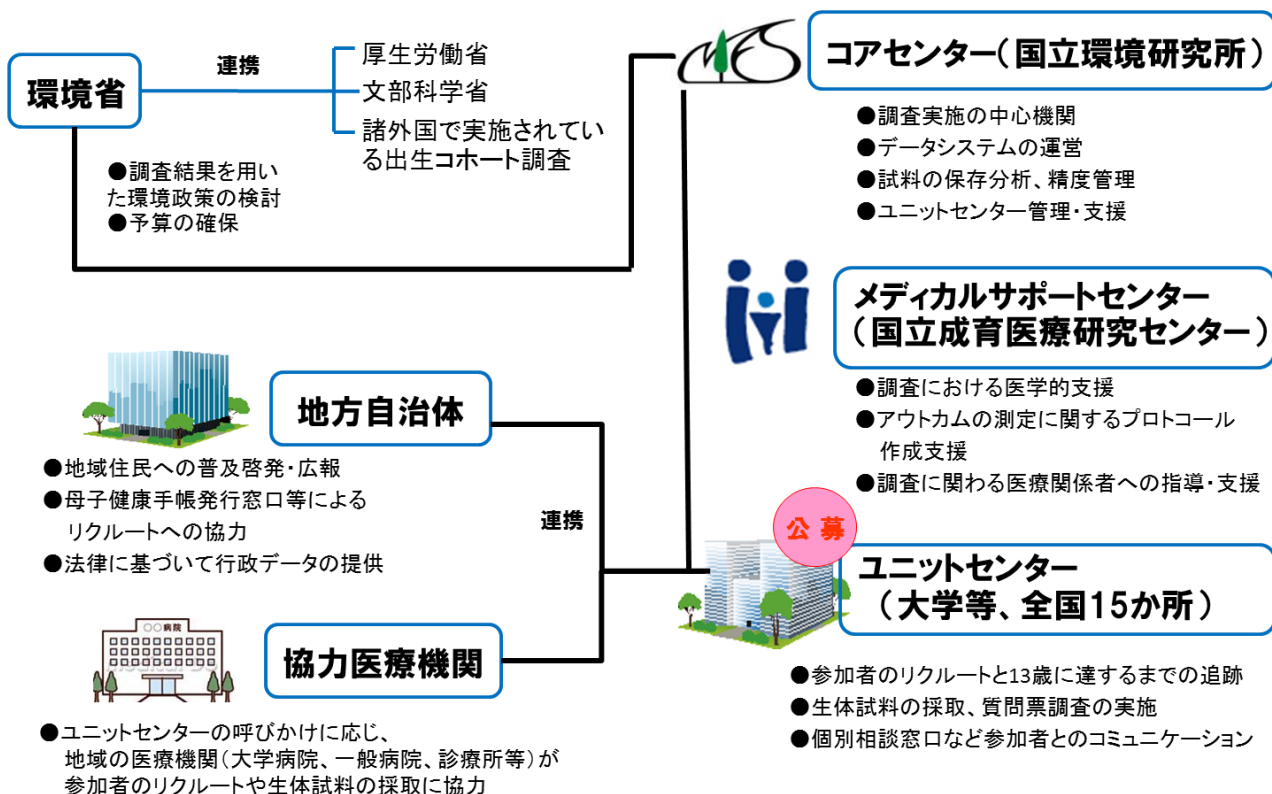 環境省
連携
厚生労働省
文部科学省
諸外国で実施されてい
る出生コホート調査
●調査結果を用い
た環境政策の検討
●予算の確保
コアセンター(国立環境研究所)
●調査実施の中心機関
●データシステムの運営
●試料の保存分析、精度管理
●ユニットセンター管理・支援
メディカルサポートセンター
(国立成育医療研究センター)
●調査における医学的支援
●アウトカムの測定に関するプロトコール
作成支援
●調査に関わる医療関係者への指導・支援
地方自治体
●地域住民への普及啓発・広報
●母子健康手帳発行窓口等による
リクルートへの協力
●法律に基づいて行政データの提供
連携
公募
ユニットセンター
(大学等、全国15か所)
●参加者のリクルートと13歳に達するまでの追跡
●生体試料の採取、質問票調査の実施
●個別相談窓口など参加者とのコミュニケーション
〇〇病院
協力医療機関
●ユニットセンターの呼びかけに応じ、
地域の医療機関(大学病院、一般病院、診療所等)が
参加者のリクルートや生体試料の採取に協力